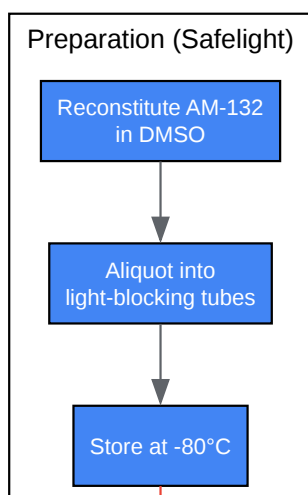 Preparation (Safelight)
Reconstitute AM-132
in DMSO
Aliquot into
light-blocking tubes
Store at -80°C